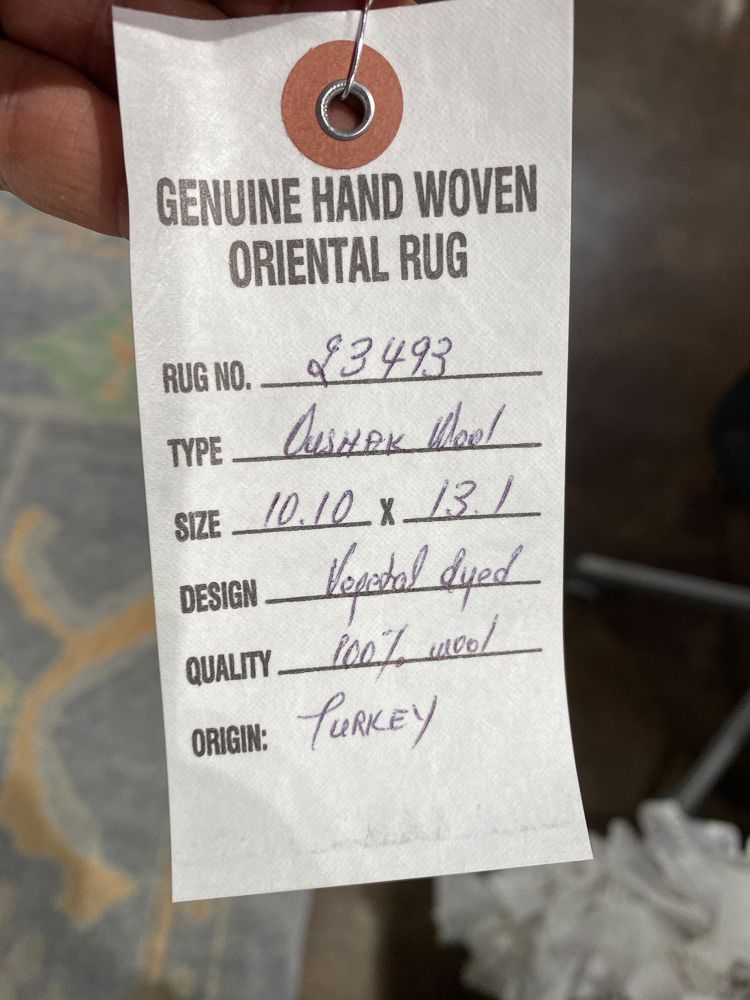 GENUINE HAND WOVEN
ORIENTAL RUG
RUG NO. 23493
TYPE Oushak Wool
SIZE 10.10 X 13.1
DESIGN Vegetal dyed
QUALITY 100% wool
ORIGIN: TURKEY